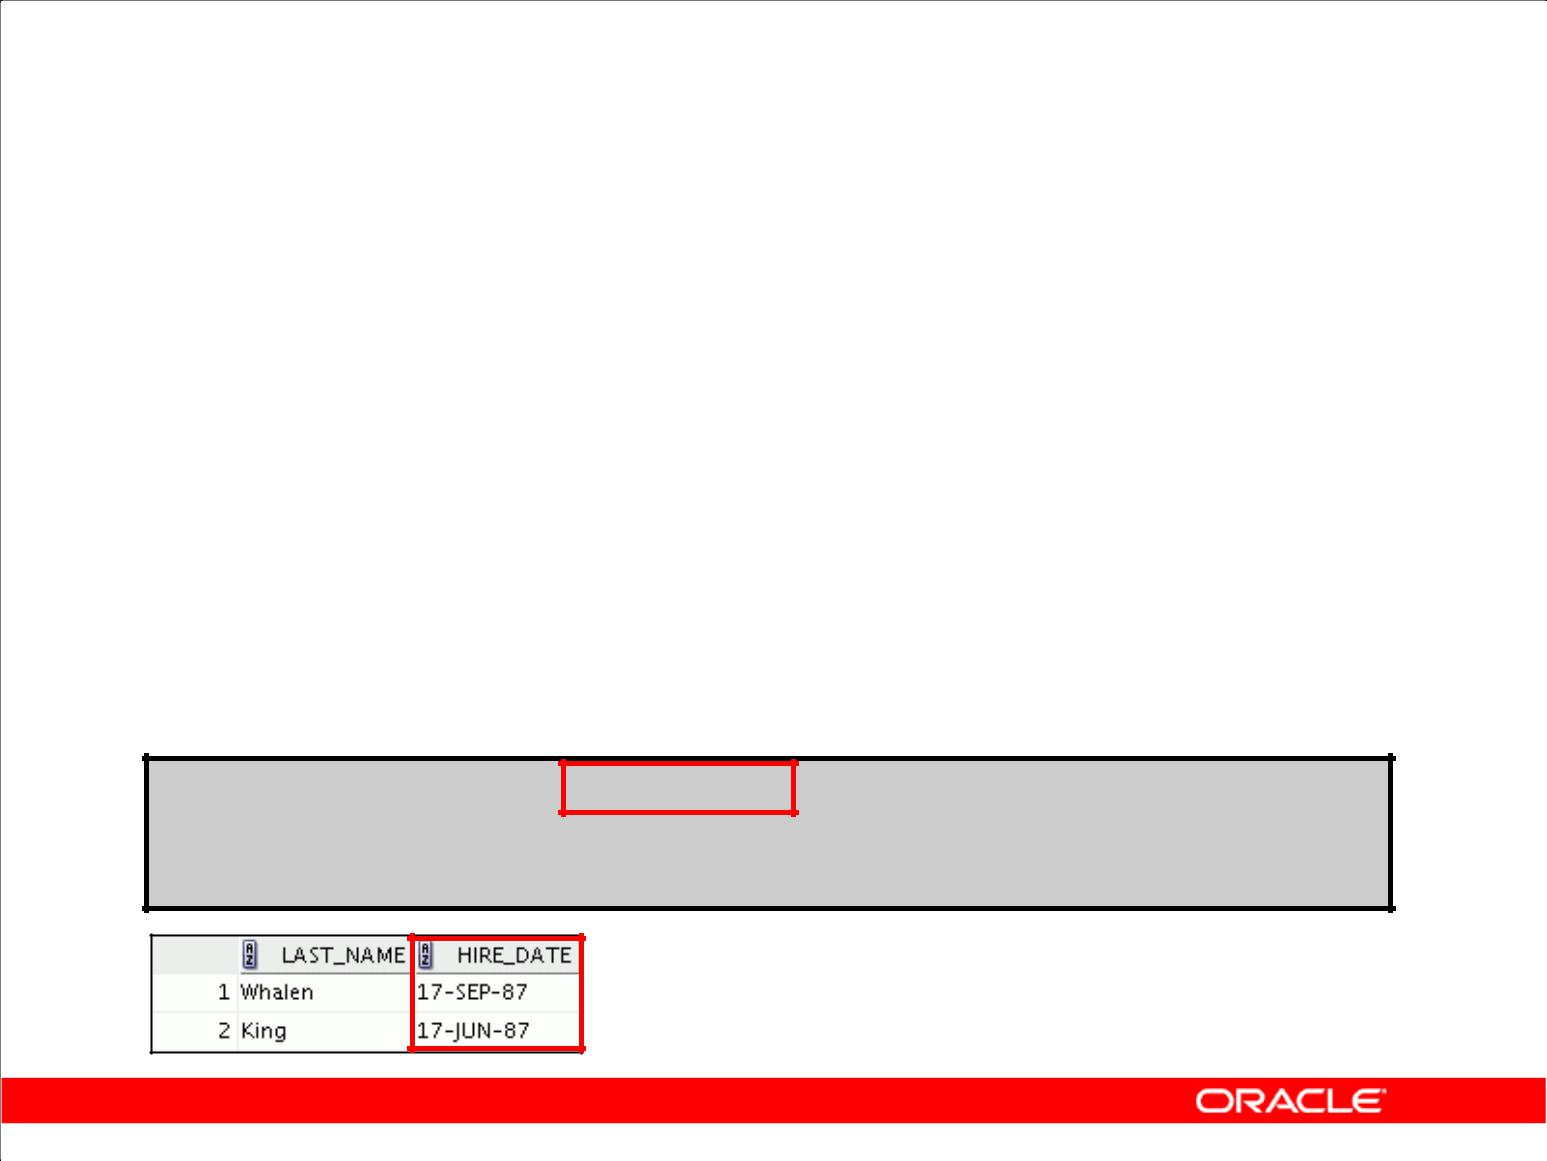 LAST_NAME HIRE_DATE
1 Whalen 17-SEP-87
2 King 17-JUN-87
ORACLE